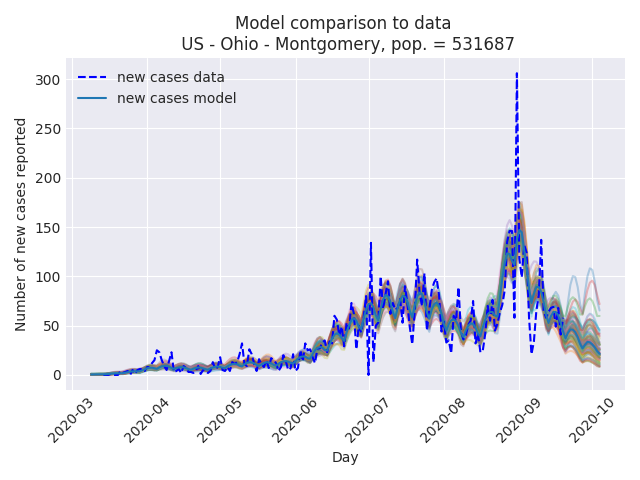 Model comparison to data
US - Ohio - Montgomery, pop. = 531687
new cases data
new cases model
Number of new cases reported
300
250
200
150
100
50
0
2020-03
2020-04
2020-05
2020-06
2020-07
2020-08
2020-09
2020-10
Day